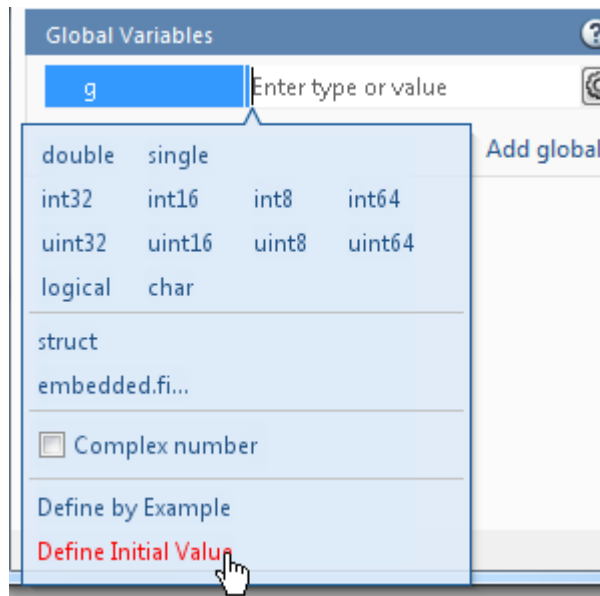 Global Variables ?
g Enter type or value
Add global
double single
int32 int16 int8 int64
uint32 uint16 uint8 uint64
logical char
struct
embedded.fi...
Complex number
Define by Example
Define Initial Value